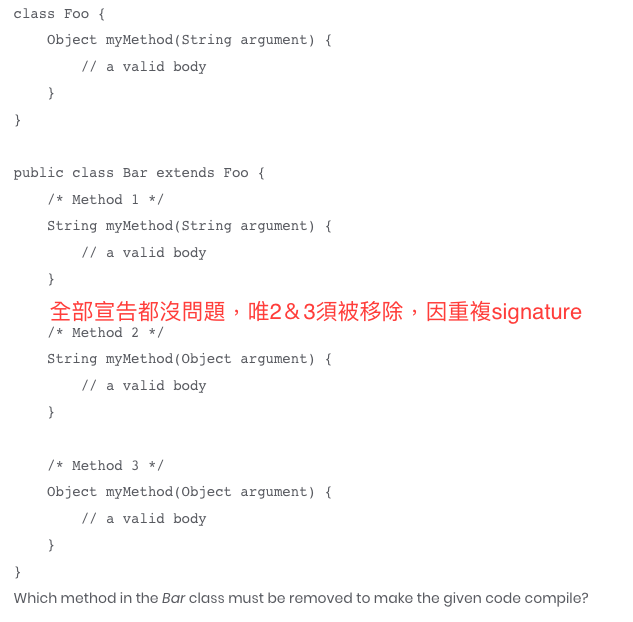 class Foo {
    Object myMethod(String argument) {
        // a valid body
    }
}
public class Bar extends Foo {
    /* Method 1 */
    String myMethod(String argument) {
        // a valid body
    }
全部宣告都沒問題，唯2＆3須被移除，因重複signature
    /* Method 2 */
    String myMethod(Object argument) {
        // a valid body
    }
    /* Method 3 */
    Object myMethod(Object argument) {
        // a valid body
    }
}
Which method in the Bar class must be removed to make the given code compile?